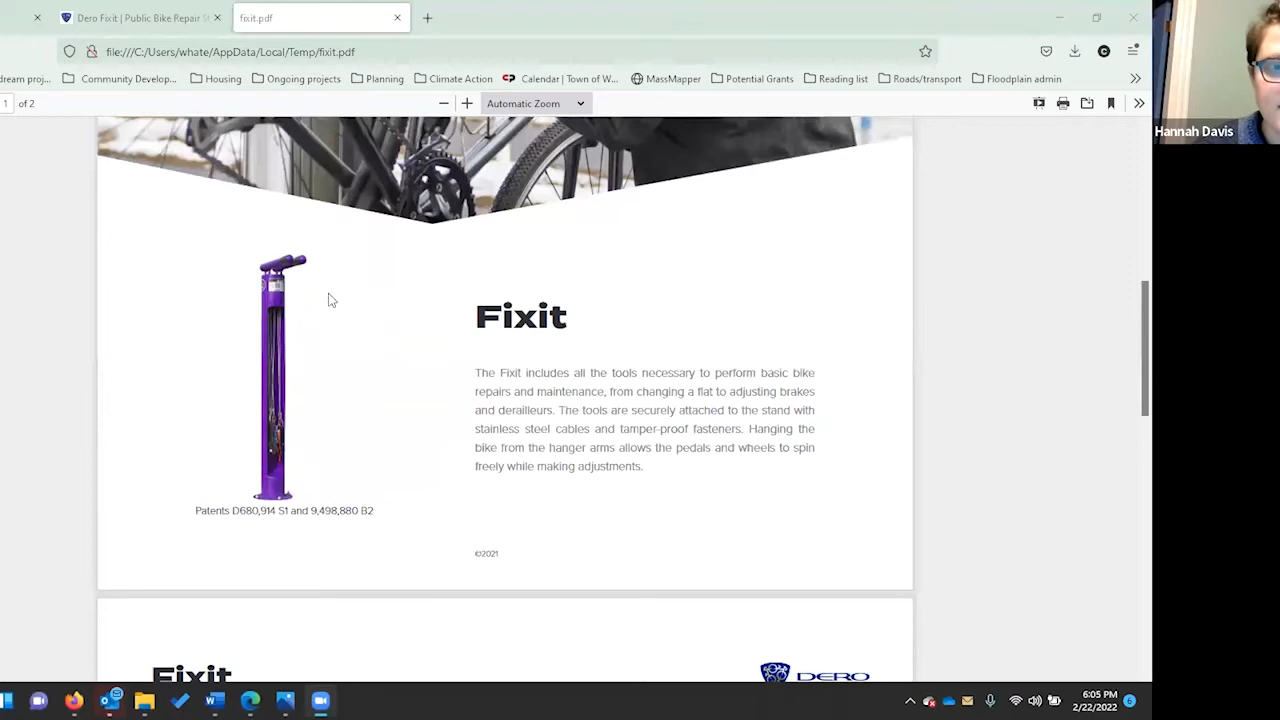 Dero Fixit | Public Bike Repair S
fixit.pdf
file:///C:/Users/whate/AppData/Local/Temp/fixit.pdf
dream proj... Community Develop... Housing Ongoing projects Planning Climate Action Calendar | Town of W... MassMapper Potential Grants Reading list Roads/transport Floodplain admin
1 of 2 Automatic Zoom
Hannah Davis
Fixit
The Fixit includes all the tools necessary to perform basic bike
repairs and maintenance, from changing a flat to adjusting brakes
and derailleurs. The tools are securely attached to the stand with
stainless steel cables and tamper-proof fasteners. Hanging the
bike from the hanger arms allows the pedals and wheels to spin
freely while making adjustments.
Patents D680,914 S1 and 9,498,880 B2
©2021
Fixit
DERO
6:05 PM
2/22/2022
6